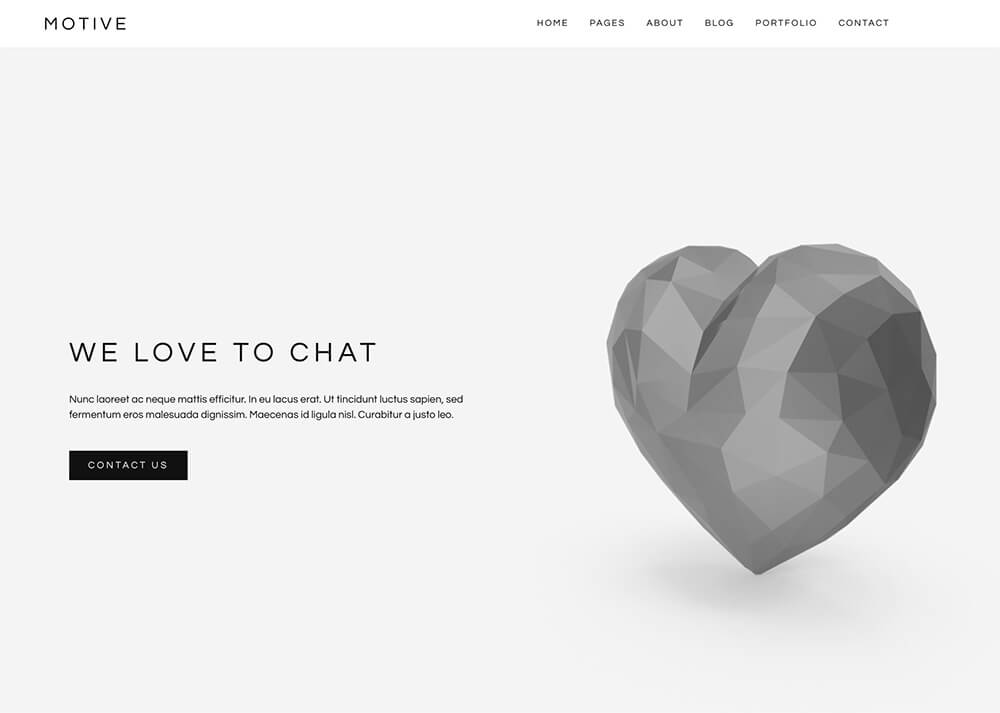 MOTIVE
HOME PAGES ABOUT BLOG PORTFOLIO CONTACT
WE LOVE TO CHAT
Nunc laoreet ac neque mattis efficitur. In eu lacus erat. Ut tincidunt luctus sapien, sed
fermentum eros malesuada dignissim. Maecenas id ligula nisl. Curabitur a justo leo.
CONTACT US